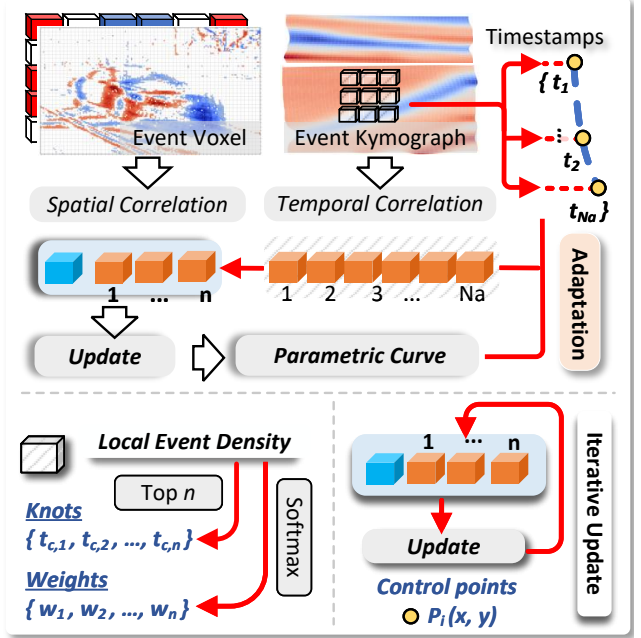 Timestamps
{ t1
⋮
t2
tNa }
Event Voxel
Event Kymograph
Spatial Correlation
Temporal Correlation
1 ... n
1 2 3 ... Na
Adaptation
Update
Parametric Curve
Local Event Density
Top n
Softmax
Knots
{ tc,1, tc,2, ..., tc,n }
Weights
{ w1, w2, ..., wn }
1 ... n
Update
Control points
Pi (x, y)
Iterative Update